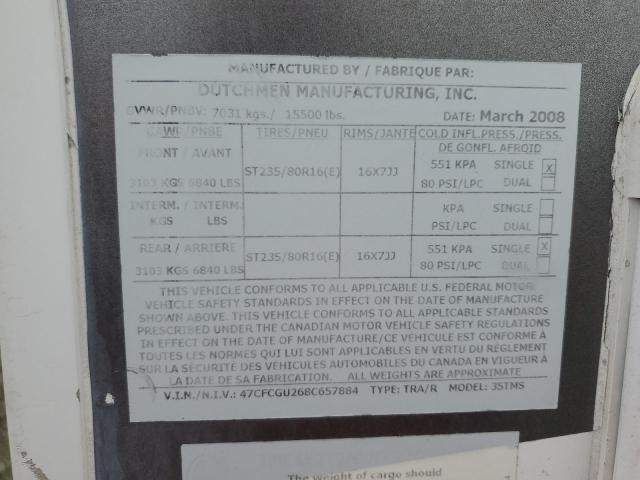 MANUFACTURED BY / FABRIQUE PAR:
DUTCHMEN MANUFACTURING, INC.
GVWR/PNBV: 7031 kgs./ 15500 lbs. DATE: March 2008
GAWR/PNBE TIRES/PNEU RIMS/JANTE COLD INFL.PRESS./PRESS.
DE GONFL. AFROID
FRONT / AVANT
ST235/80R16(E) 16X7JJ 551 KPA SINGLE X
3103 KGS 6840 LBS 80 PSI/LPC DUAL
INTERM. / INTERM. KPA SINGLE
KGS LBS PSI/LPC DUAL
REAR / ARRIERE ST235/80R16(E) 16X7JJ 551 KPA SINGLE X
3103 KGS 6840 LBS 80 PSI/LPC DUAL
THIS VEHICLE CONFORMS TO ALL APPLICABLE U.S. FEDERAL MOTOR
VEHICLE SAFETY STANDARDS IN EFFECT ON THE DATE OF MANUFACTURE
SHOWN ABOVE. THIS VEHICLE CONFORMS TO ALL APPLICABLE STANDARDS
PRESCRIBED UNDER THE CANADIAN MOTOR VEHICLE SAFETY REGULATIONS
IN EFFECT ON THE DATE OF MANUFACTURE/CE VEHICULE EST CONFORME À
TOUTES LES NORMES QUI LUI SONT APPLICABLES EN VERTU DU RÈGLEMENT
SUR LA SÉCURITÉ DES VEHICULES AUTOMOBILES DU CANADA EN VIGUEUR À
LA DATE DE SA FABRICATION. ALL WEIGHTS ARE APPROXIMATE
V.I.N./N.I.V.: 47CFCGU268C657884 TYPE: TRA/R MODEL: 35TMS
The weight of cargo should